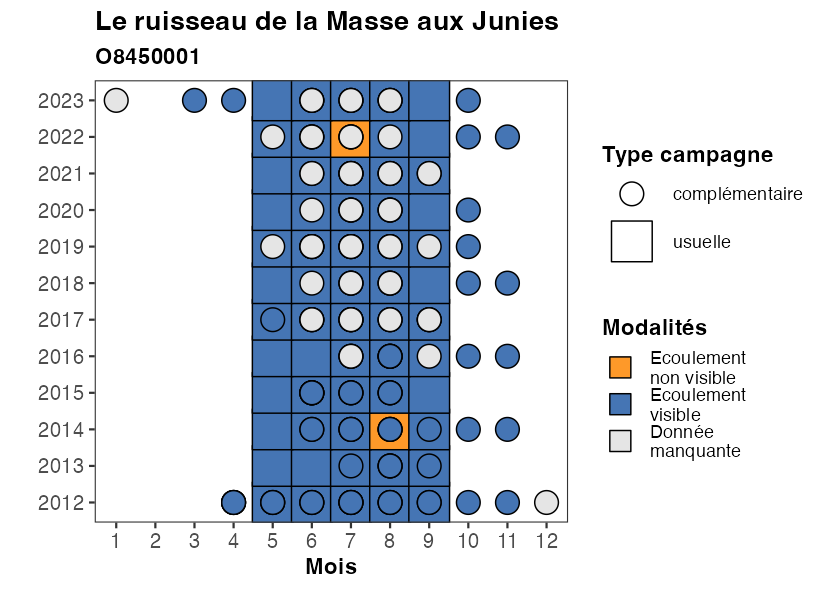 Le ruisseau de la Masse aux Junies
O8450001
2023
2022
2021
2020
2019
2018
2017
2016
2015
2014
2013
2012
1 2 3 4 5 6 7 8 9 10 11 12
Mois
Type campagne
complémentaire
usuelle
Modalités
Ecoulement
non visible
Ecoulement
visible
Donnée
manquante